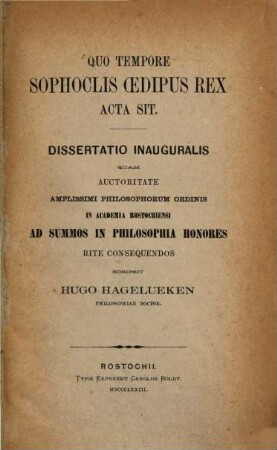 QUO TEMPORE
SOPHOCLIS ŒDIPUS REX
ACTA SIT.
DISSERTATIO INAUGURALIS
QUAM
AUCTORITATE
AMPLISSIMI PHILOSOPHORUM ORDINIS
IN ACADEMIA ROSTOCHIENSI
AD SUMMOS IN PHILOSOPHIA HONORES
RITE CONSEQUENDOS
SCRIPSIT
HUGO HAGELUEKEN
PHILOSOPHIAE DOCTOR.
ROSTOCHII.
TYPIS EXPRESSIT CAROLUS BOLDT.
MDCCCLXXIII.